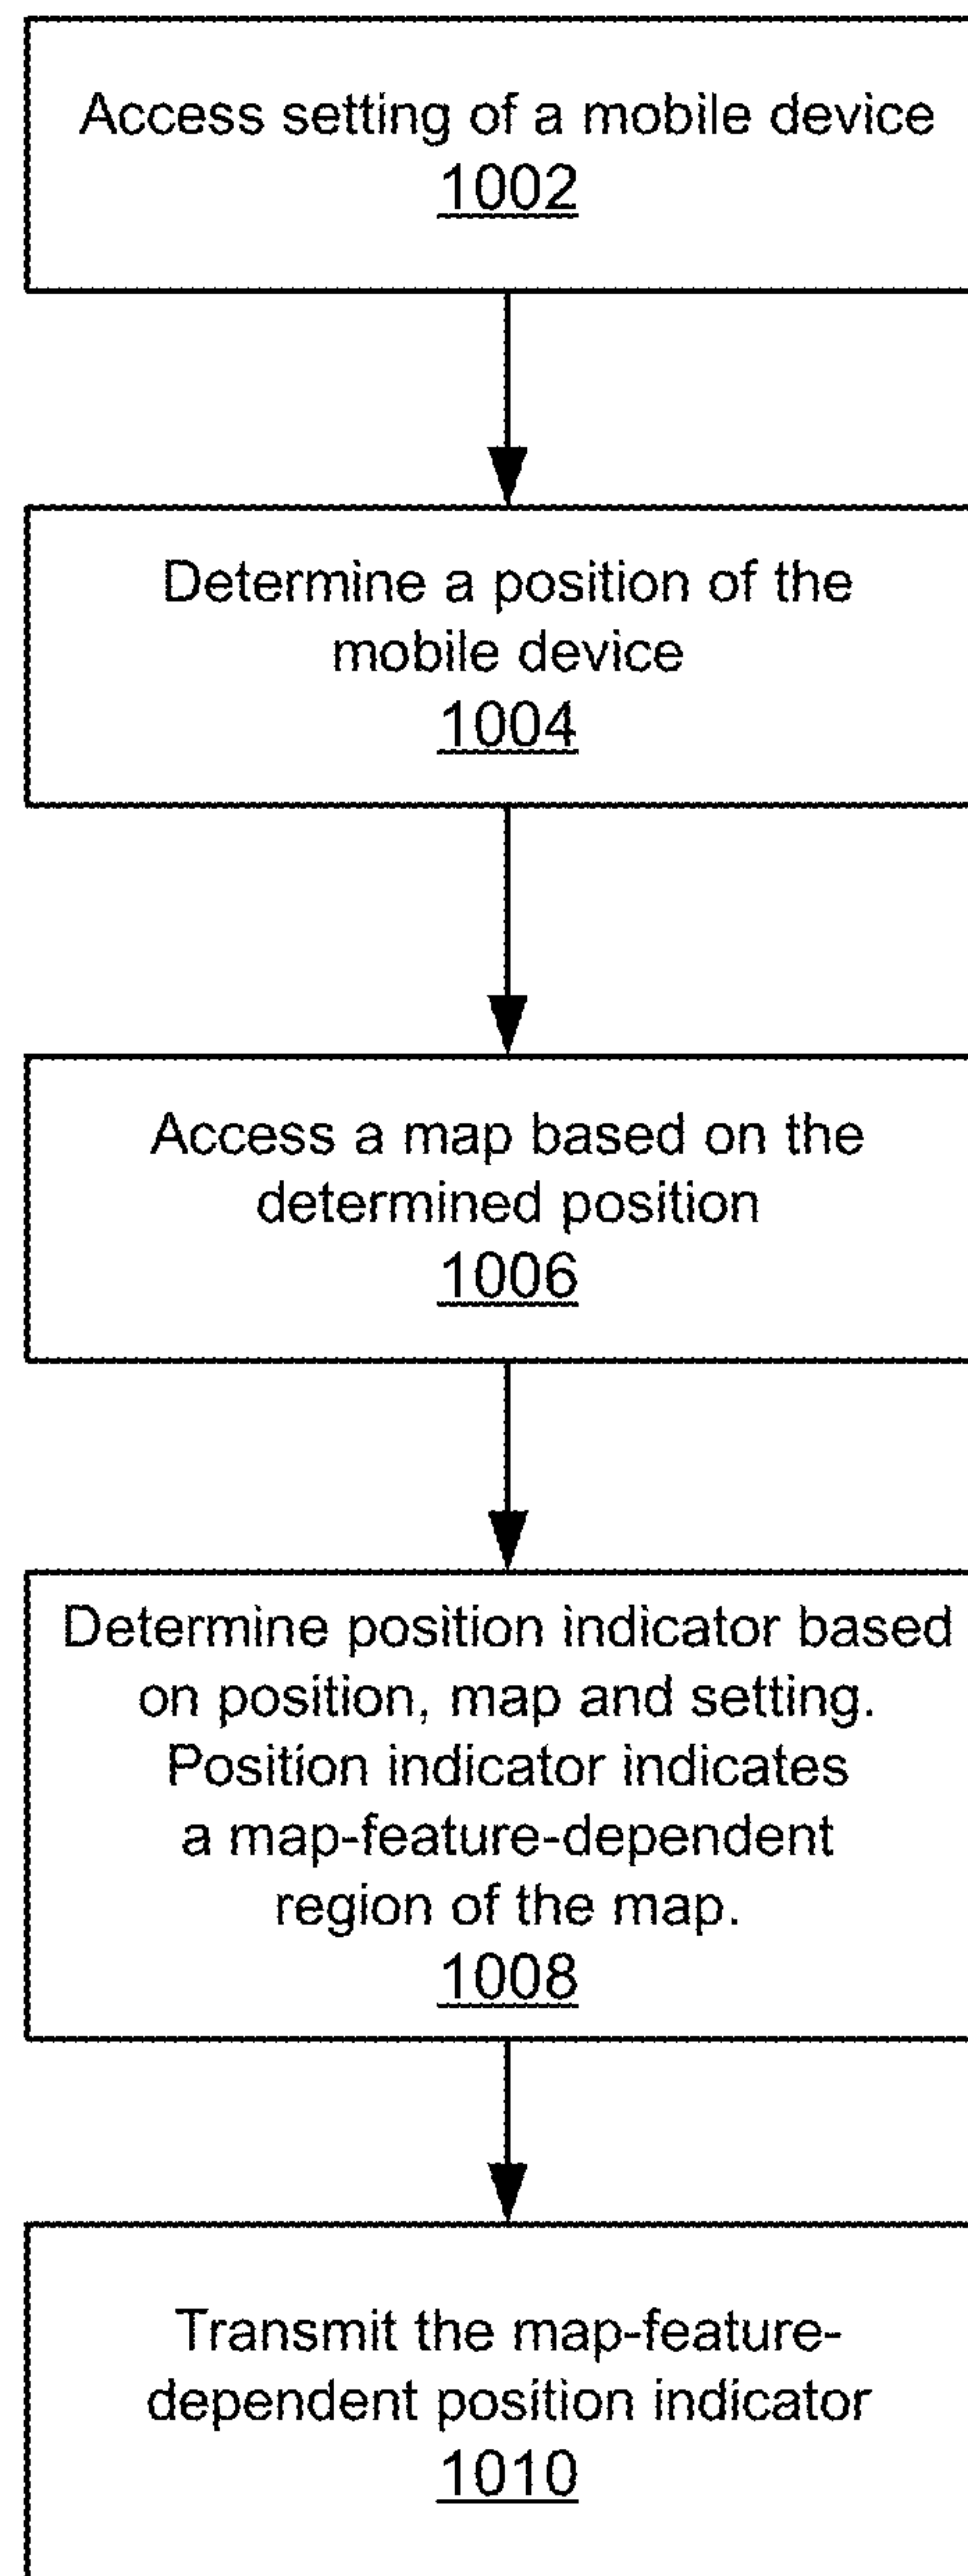 Access setting of a mobile device
1002
Determine a position of the
mobile device
1004
Access a map based on the
determined position
1006
Determine position indicator based
on position, map and setting.
Position indicator indicates
a map-feature-dependent
region of the map.
1008
Transmit the map-feature-
dependent position indicator
1010